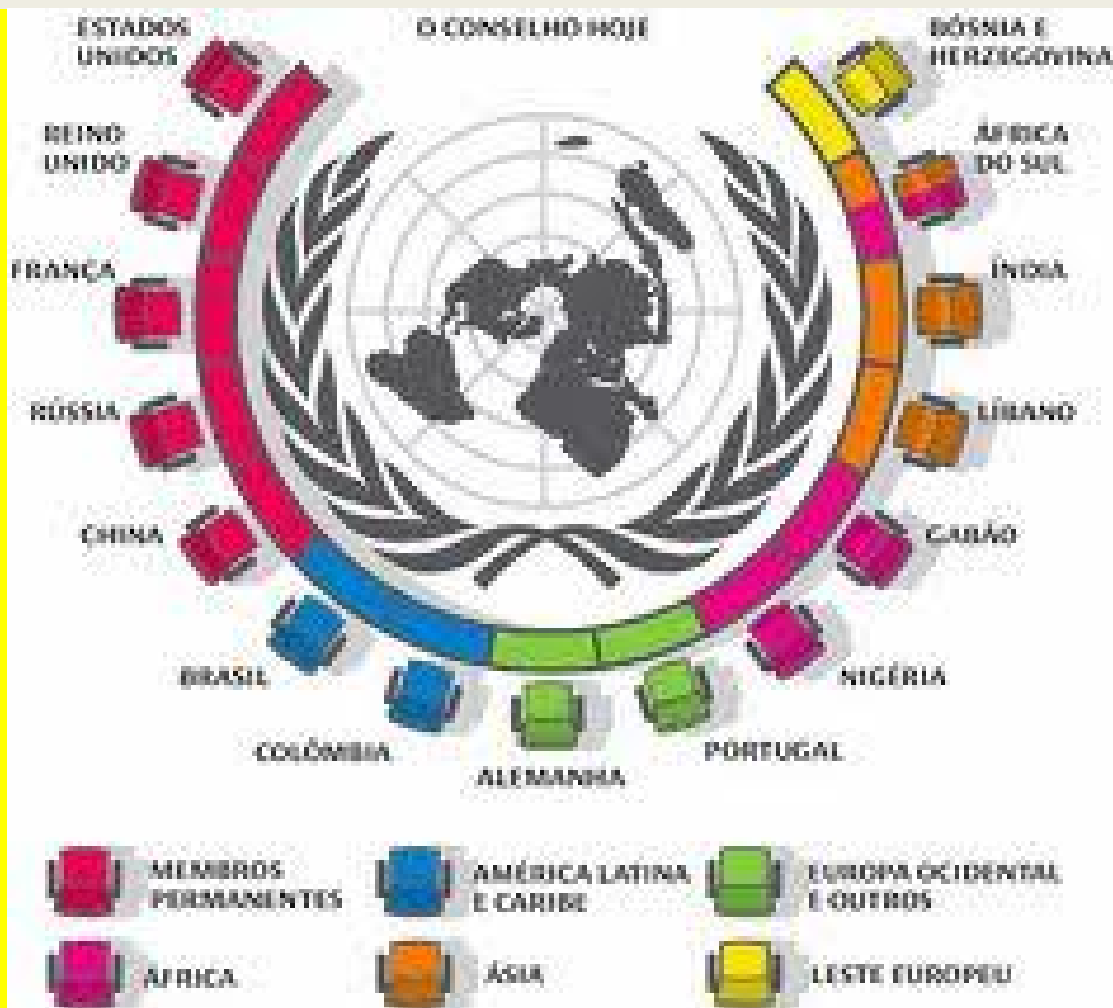 O CONSELHO HOJE
ESTADOS
UNIDOS
REINO
UNIDO
FRANÇA
RÚSSIA
CHINA
BRASIL
COLÔMBIA
ALEMANHA
PORTUGAL
NIGÉRIA
GABÃO
LÍBANO
ÍNDIA
ÁFRICA
DO SUL
BÓSNIA E
HERZEGOVINA
MEMBROS
PERMANENTES
AMÉRICA LATINA
E CARIBE
EUROPA OCIDENTAL
E OUTROS
ÁFRICA
ÁSIA
LESTE EUROPEU